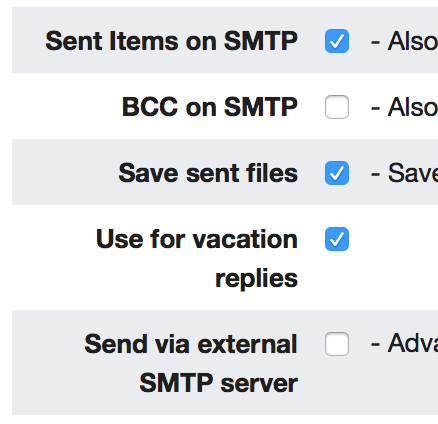 Sent Items on SMTP - Also
BCC on SMTP - Also
Save sent files - Save
Use for vacation
replies
Send via external - Adva
SMTP server